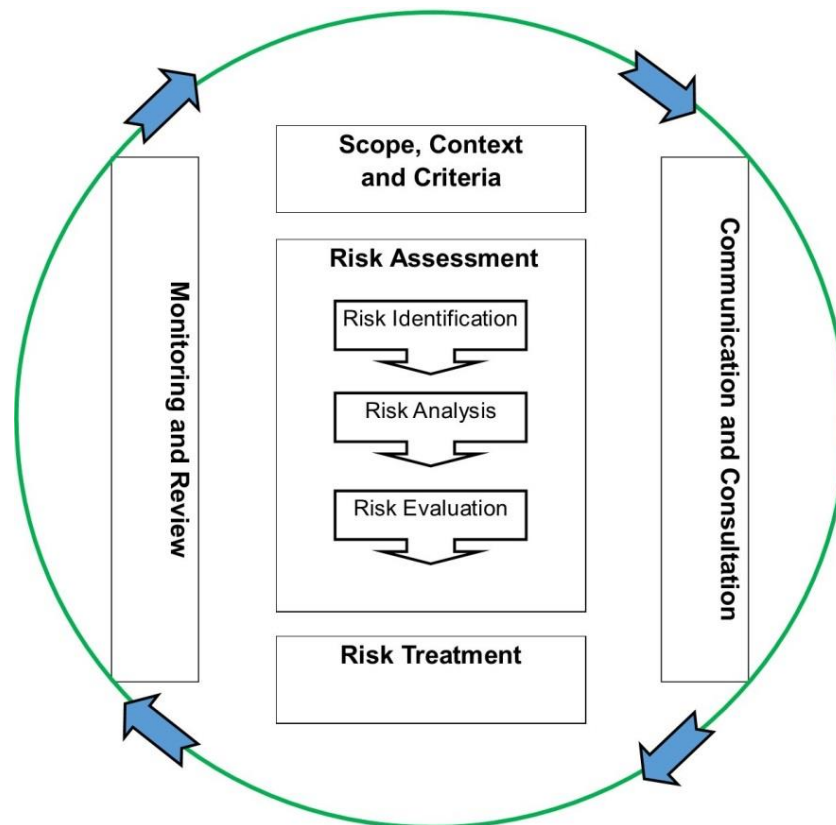 Scope, Context
and Criteria
Monitoring and Review
Risk Assessment
Risk Identification
Risk Analysis
Risk Evaluation
Risk Treatment
Communication and Consultation